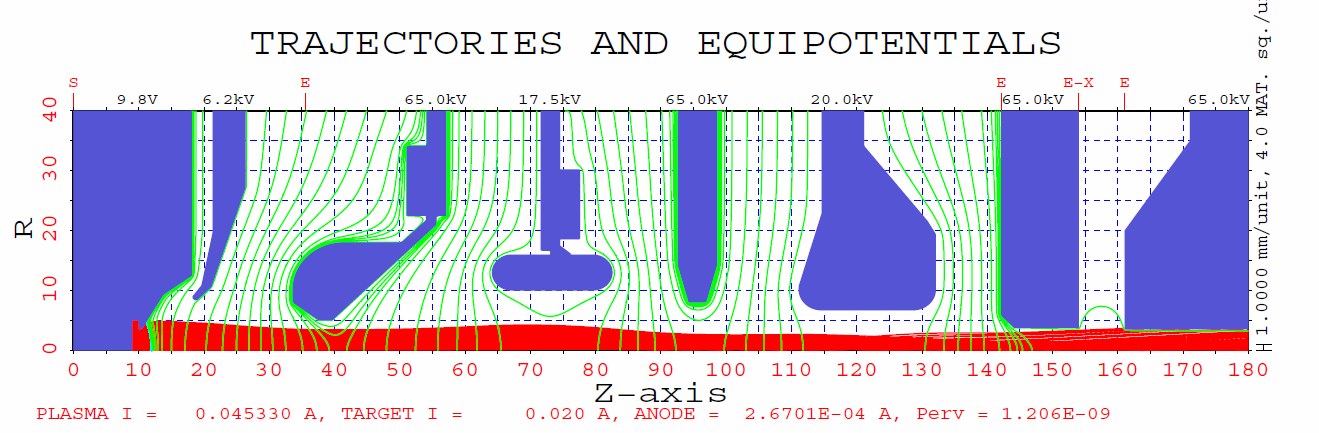 TRAJECTORIES AND EQUIPOTENTIALS
S E E E-X E
9.8V 6.2kV 65.0kV 17.5kV 65.0kV 20.0kV 65.0kV 65.0kV
40
30
20
10
0
R
0 10 20 30 40 50 60 70 80 90 100 110 120 130 140 150 160 170 180
Z-axis
PLASMA I = 0.045330 A, TARGET I = 0.020 A, ANODE = 2.6701E-04 A, Perv = 1.206E-09
H 1.0000 mm/unit, 4.0 MAT. sq./